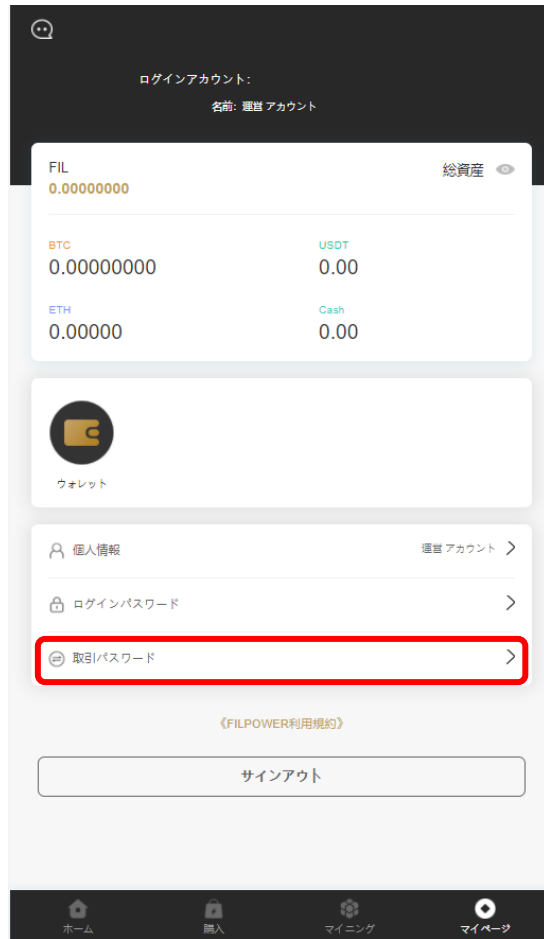 ログインアカウント:
名前: 運営 アカウント
FIL
総資産
0.00000000
BTC
USDT
0.00000000
0.00
ETH
Cash
0.00000
0.00
ウォレット
個人情報
運営 アカウント
ログインパスワード
取引パスワード
《FILPOWER利用規約》
サインアウト
ホーム
購入
マイニング
マイページ